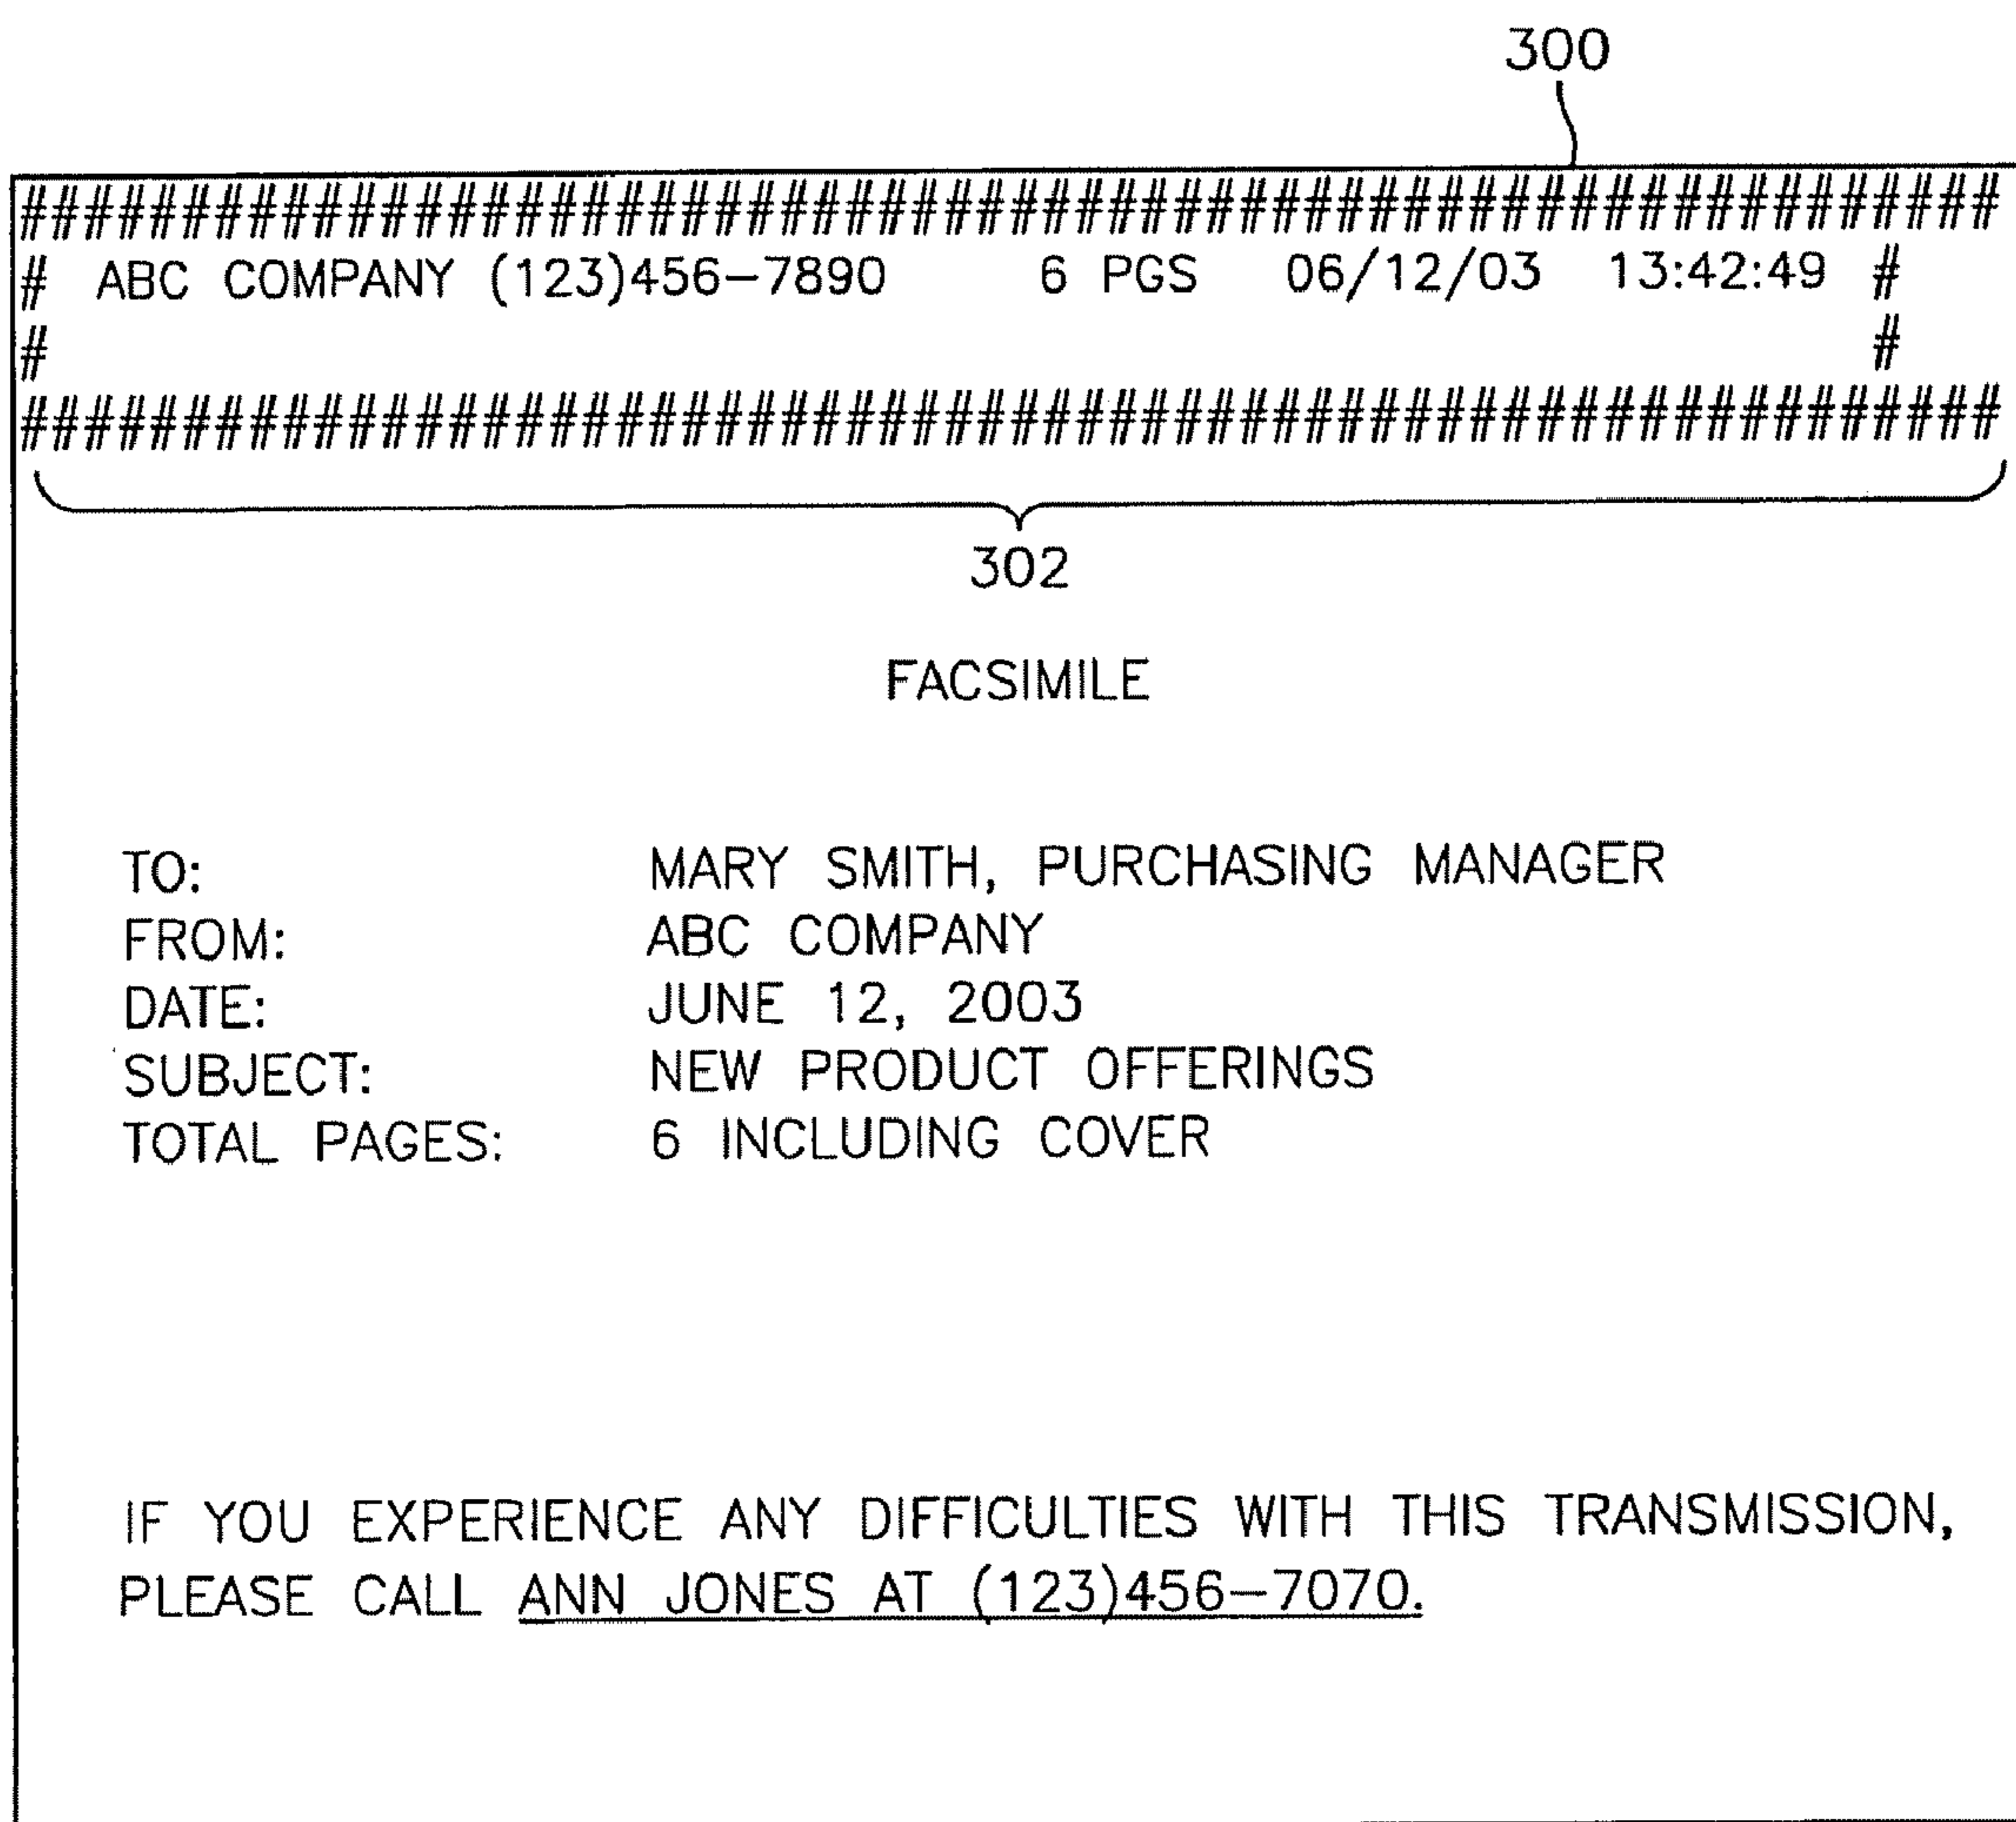 300
############################################################
# ABC COMPANY (123)456-7890 6 PGS 06/12/03 13:42:49 #
# #
############################################################
302
FACSIMILE
TO: MARY SMITH, PURCHASING MANAGER
FROM: ABC COMPANY
DATE: JUNE 12, 2003
SUBJECT: NEW PRODUCT OFFERINGS
TOTAL PAGES: 6 INCLUDING COVER
IF YOU EXPERIENCE ANY DIFFICULTIES WITH THIS TRANSMISSION,
PLEASE CALL ANN JONES AT (123)456-7070.